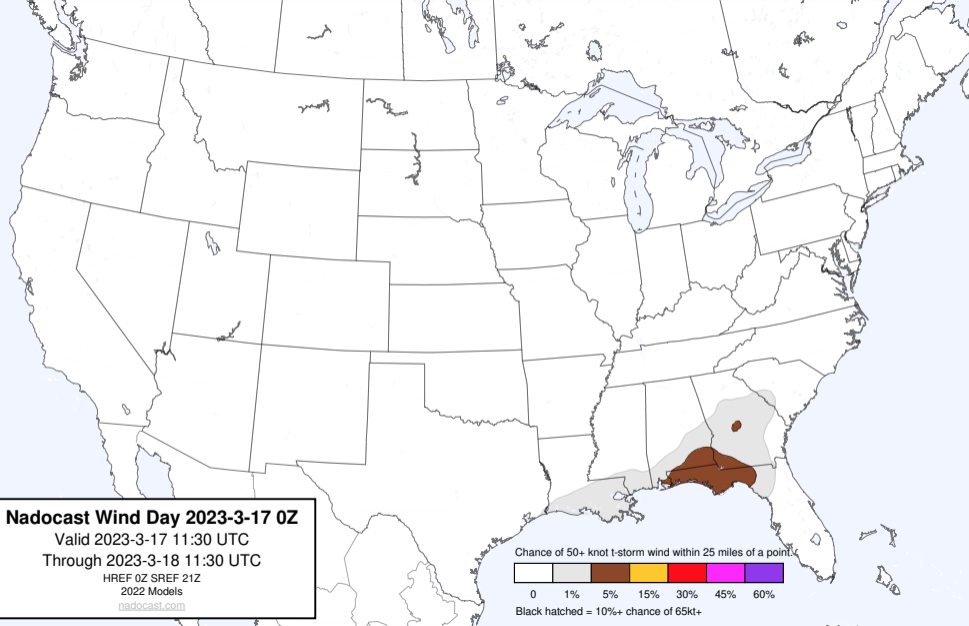 Nadocast Wind Day 2023-3-17 0Z
Valid 2023-3-17 11:30 UTC
Through 2023-3-18 11:30 UTC
HREF 0Z SREF 21Z
2022 Models
nadocast.com
Chance of 50+ knot t-storm wind within 25 miles of a point.
0 1% 5% 15% 30% 45% 60%
Black hatched = 10%+ chance of 65kt+